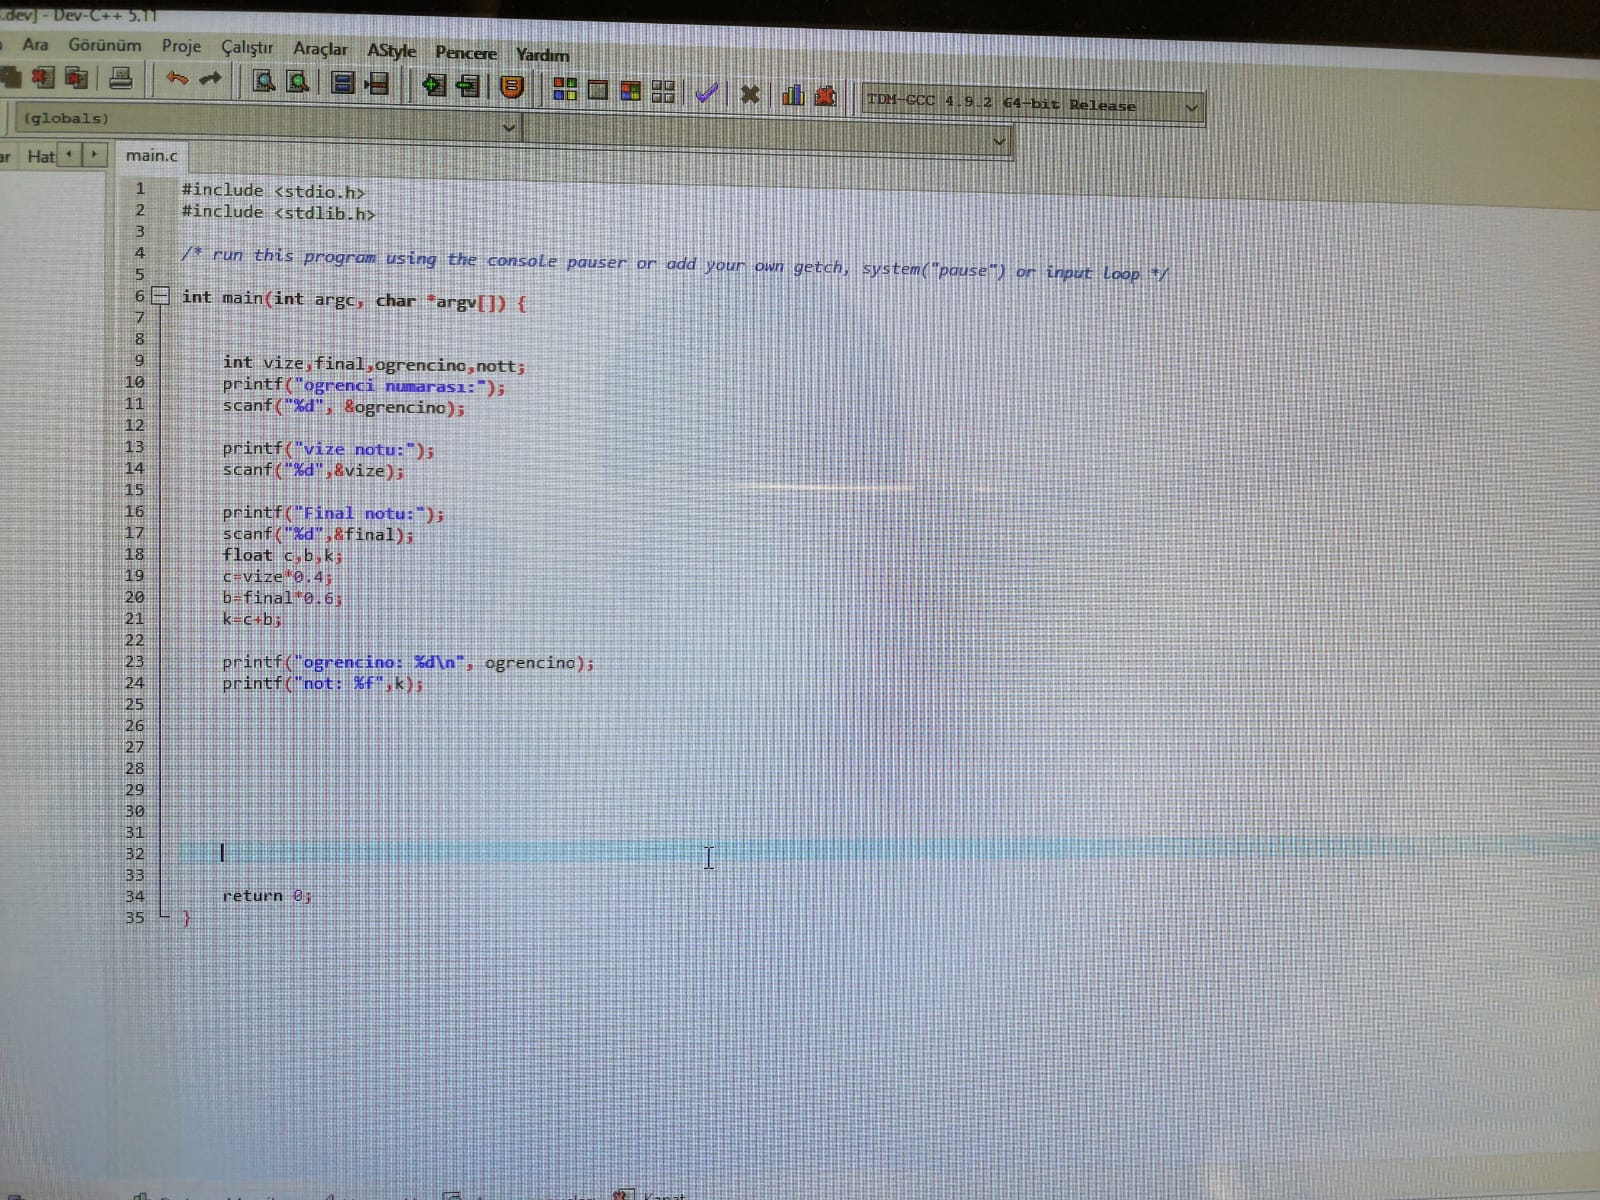 .dev] - Dev-C++ 5.11
Ara Görünüm Proje Çalıştır Araçlar AStyle Pencere Yardım
TDM-GCC 4.9.2 64-bit Release
(globals)
Hat
main.c
1 #include <stdio.h>
2 #include <stdlib.h>
3
4 /* run this program using the console pauser or add your own getch, system("pause") or input loop */
5
6 int main(int argc, char *argv[]) {
7
8
9 int vize,final,ogrencino,nott;
10 printf("ogrenci numarası:");
11 scanf("%d", &ogrencino);
12
13 printf("vize notu:");
14 scanf("%d",&vize);
15
16 printf("Final notu:");
17 scanf("%d",&final);
18 float c,b,k;
19 c=vize*0.4;
20 b=final*0.6;
21 k=c+b;
22
23 printf("ogrencino: %d\n", ogrencino);
24 printf("not: %f",k);
25
26
27
28
29
30
31
32
33
34 return 0;
35 }